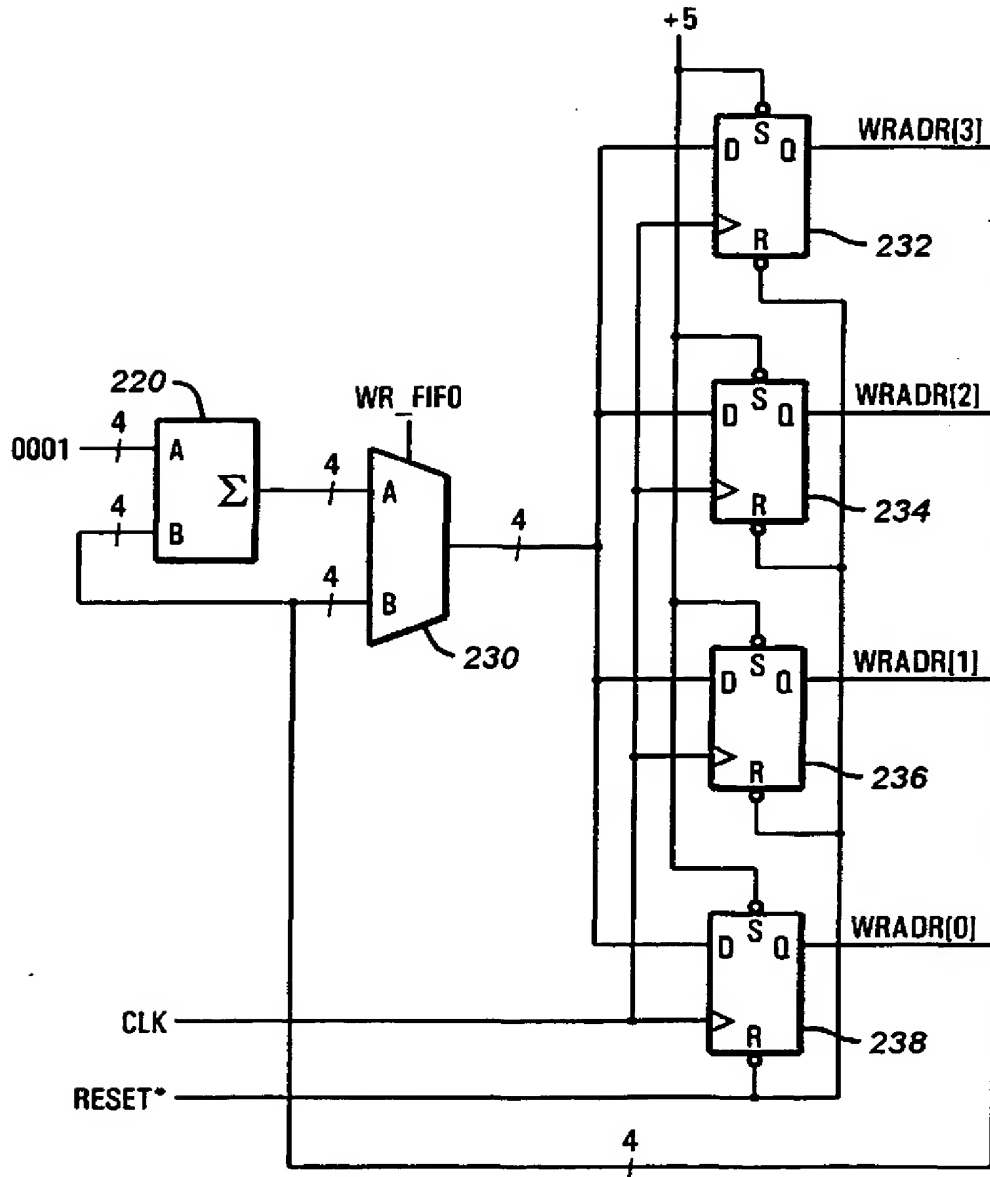 +5
S
D Q WRADR[3]
R
232
S
D Q WRADR[2]
R
234
220
WR_FIFO
4
0001 A
Σ
4
A
4
4
B
4
B
230
S
D Q WRADR[1]
R
236
S
D Q WRADR[0]
CLK
R
238
RESET*
4